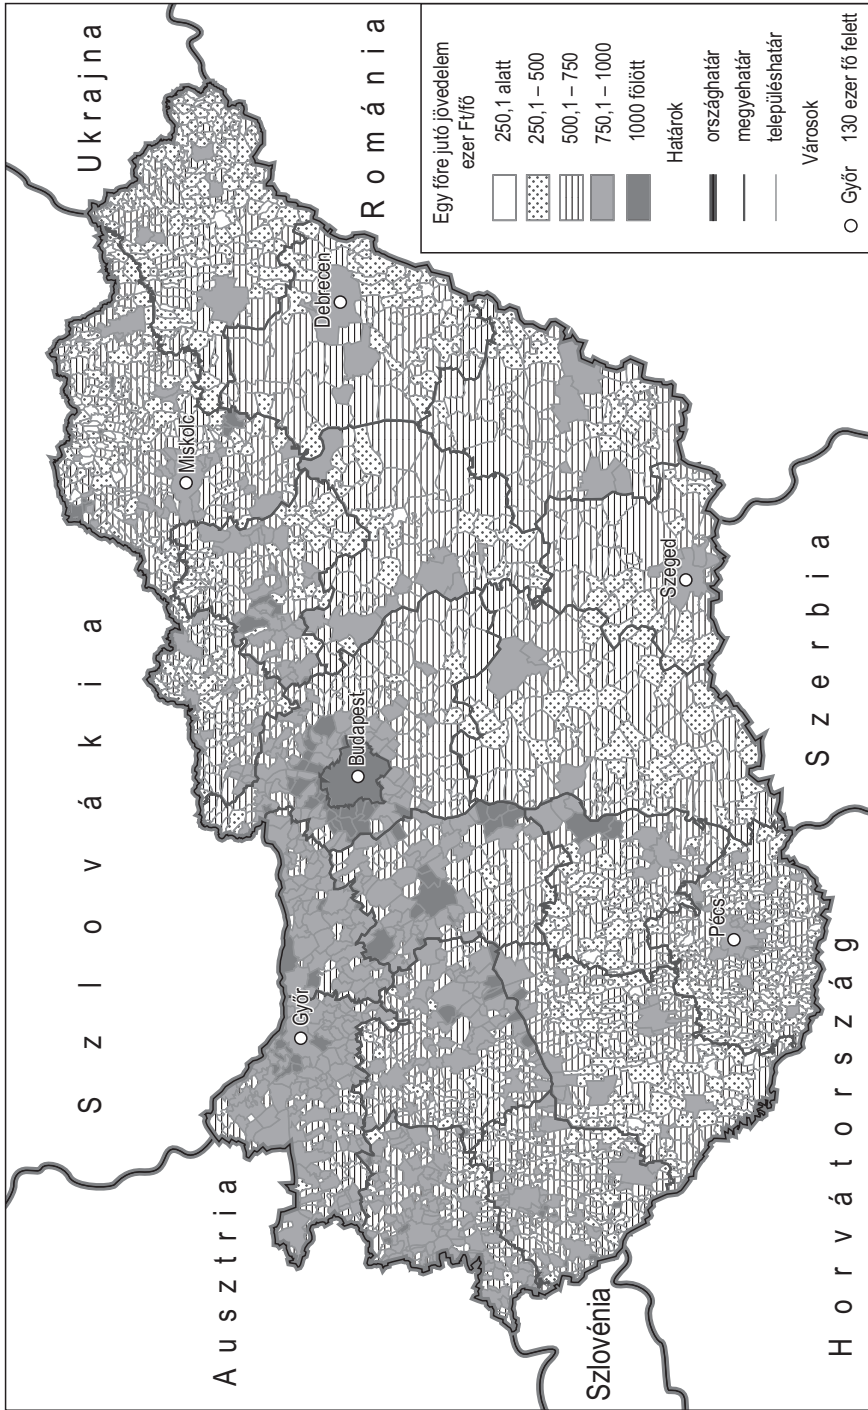 Szlovákia
Ukrajna
Ausztria
Románia
Szlovénia
Horvátország
Szerbia
Győr
Budapest
Miskolc
Debrecen
Szeged
Pécs
Egy főre jutó jövedelem
ezer Ft/fő
250,1 alatt
250,1 – 500
500,1 – 750
750,1 – 1000
1000 fölött
Határok
országhatár
megyehatár
településhatár
Városok
Győr 130 ezer fő felett